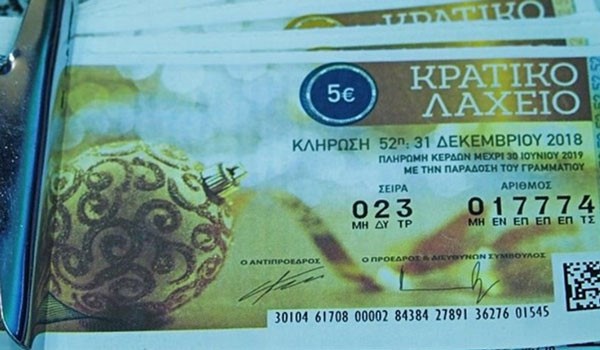 5€
ΚΡΑΤΙΚΟ
ΛΑΧΕΙΟ
ΚΛΗΡΩΣΗ 52η: 31 ΔΕΚΕΜΒΡΙΟΥ 2018
ΠΛΗΡΩΜΗ ΚΕΡΔΩΝ ΜΕΧΡΙ 30 ΙΟΥΝΙΟΥ 2019
ΜΕ ΤΗΝ ΠΑΡΑΔΟΣΗ ΤΟΥ ΓΡΑΜΜΑΤΙΟΥ
ΣΕΙΡΑ ΑΡΙΘΜΟΣ
023 017774
ΜΗ ΔΥ ΤΡ ΜΗ ΕΝ ΕΠ ΕΠ ΕΠ ΤΣ
Ο ΑΝΤΙΠΡΟΕΔΡΟΣ Ο ΠΡΟΕΔΡΟΣ & ΔΙΕΥΘΥΝΩΝ ΣΥΜΒΟΥΛΟΣ
30104 61708 00002 84384 27891 36276 01545